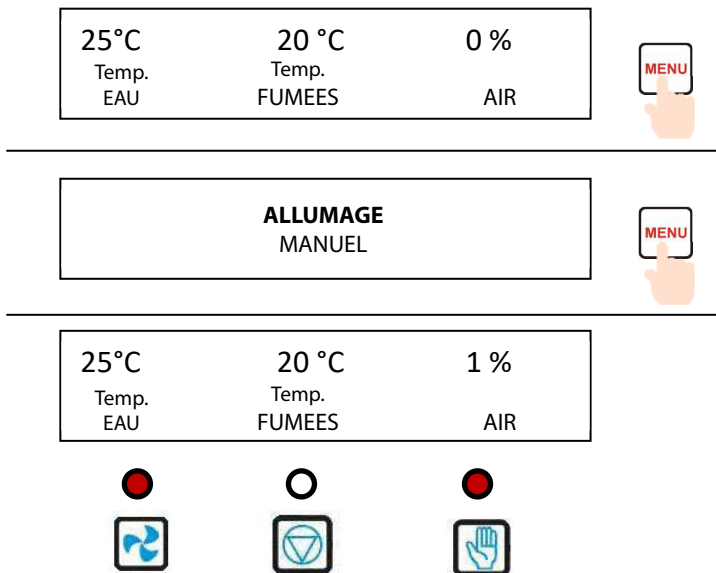 25°C 20 °C 0 %
Temp. Temp.
EAU FUMEES AIR
MENU
ALLUMAGE
MANUEL
MENU
25°C 20 °C 1 %
Temp. Temp.
EAU FUMEES AIR